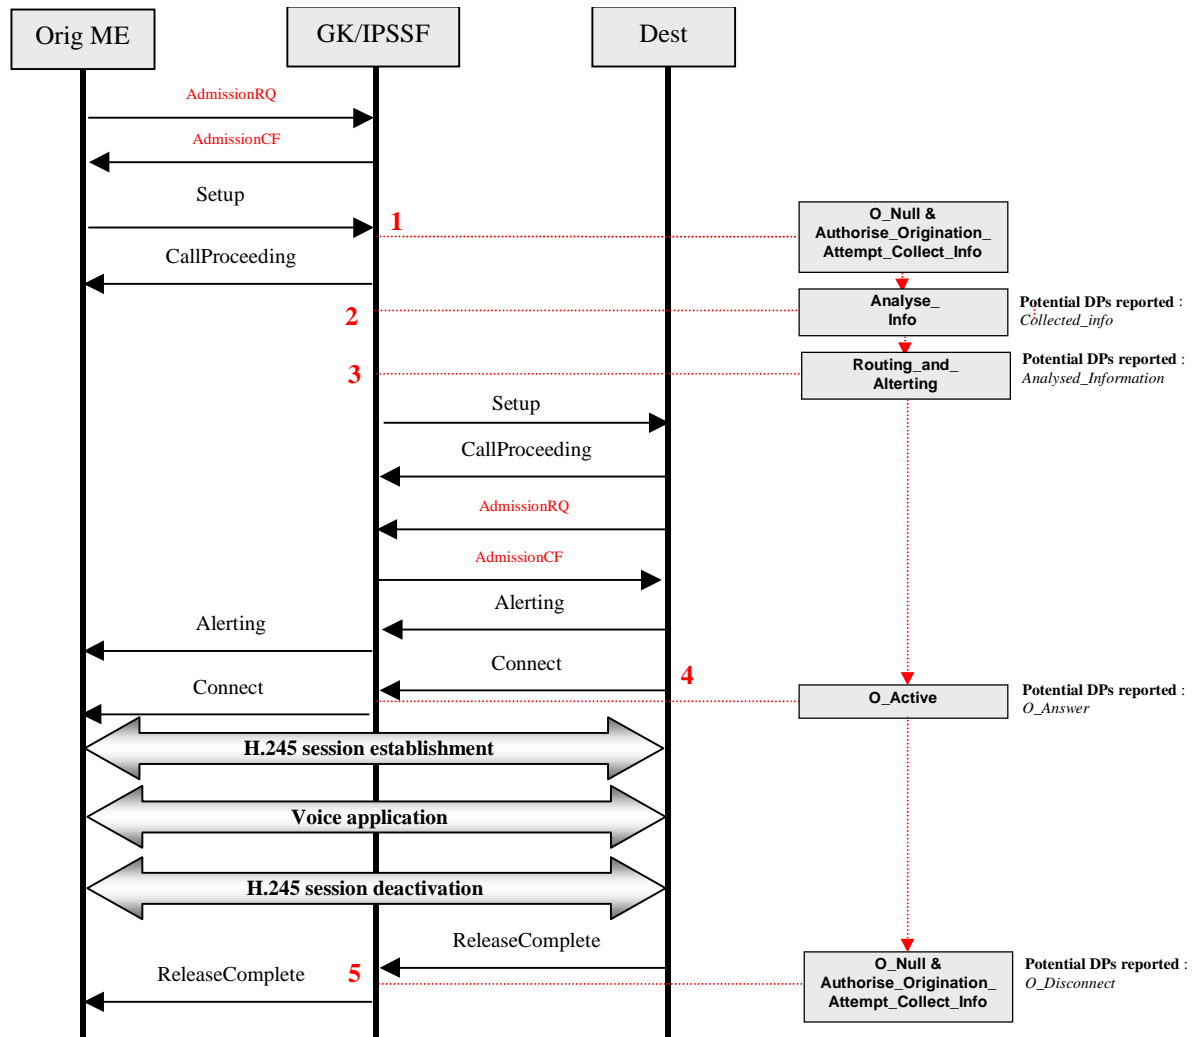 Orig ME
GK/IPSSF
Dest
AdmissionRQ
AdmissionCF
Setup
1
O_Null &
Authorise_Origination_
Attempt_Collect_Info
CallProceeding
2
Analyse_
Info
Potential DPs reported :
Collected_info
3
Routing_and_
Alterting
Potential DPs reported :
Analysed_Information
Setup
CallProceeding
AdmissionRQ
AdmissionCF
Alerting
Alerting
Connect
4
Connect
O_Active
Potential DPs reported :
O_Answer
H.245 session establishment
Voice application
H.245 session deactivation
ReleaseComplete
ReleaseComplete
5
O_Null &
Authorise_Origination_
Attempt_Collect_Info
Potential DPs reported :
O_Disconnect